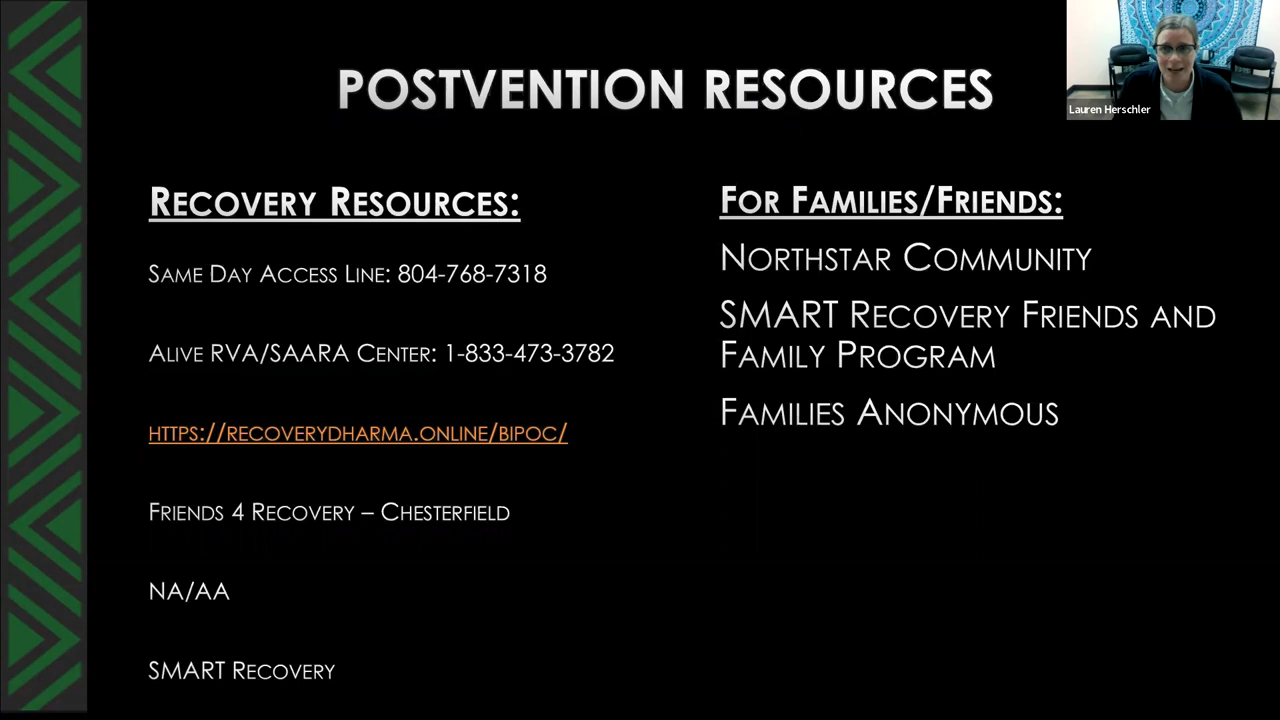 POSTVENTION RESOURCES
Lauren Herschler
RECOVERY RESOURCES:
SAME DAY ACCESS LINE: 804-768-7318
ALIVE RVA/SAARA CENTER: 1-833-473-3782
HTTPS://RECOVERYDHARMA.ONLINE/BIPOC/
FRIENDS 4 RECOVERY – CHESTERFIELD
NA/AA
SMART RECOVERY
FOR FAMILIES/FRIENDS:
NORTHSTAR COMMUNITY
SMART RECOVERY FRIENDS AND
FAMILY PROGRAM
FAMILIES ANONYMOUS